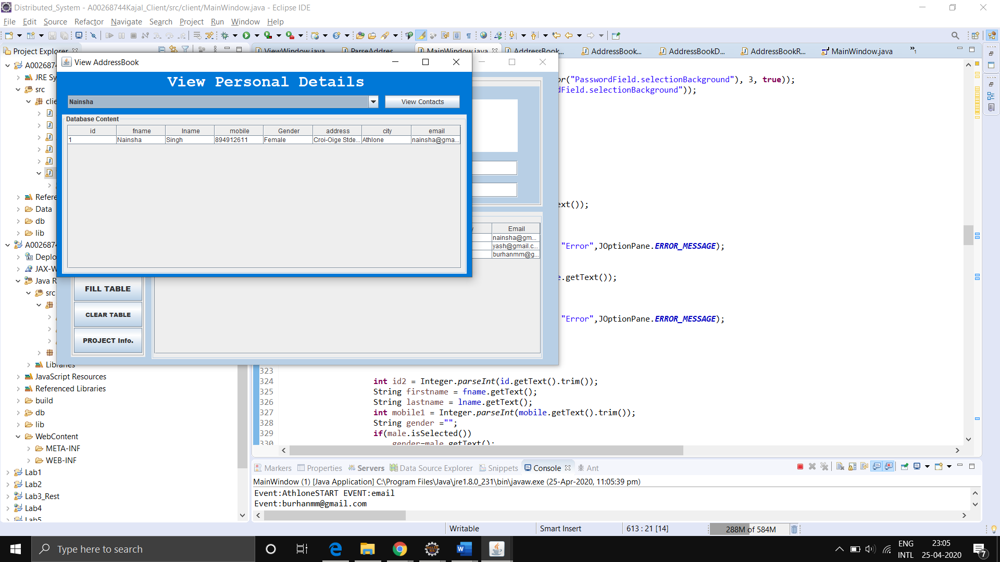 Distributed_System - A00268744Kajal_Client/src/client/MainWindow.java - Eclipse IDE
File Edit Source Refactor Navigate Search Project Run Window Help
Project Explorer
ViewWindow.java ParseAddres... MainWindow.java AddressBook... AddressBook... AddressBookD... AddressBookR... MainWindow.java 1
View AddressBook
View Personal Details
Nainsha View Contacts
Database Content
id fname lname mobile Gender address city email
1 Nainsha Singh 894912611 Female Croi-Oige Stde... Athlone nainsha@gma...
A0026874
JRE Sy
src
clie
Refere
Data
db
lib
A0026874
Deplo
JAX-W
Java R
src
Libraries
JavaScript Resources
Referenced Libraries
build
db
lib
WebContent
META-INF
WEB-INF
Lab1
Lab2
Lab3_Rest
Lab4
Lab5
Email
nainsha@gm...
yash@gmail.c...
burhanmm@g...
FILL TABLE
CLEAR TABLE
PROJECT Info.
or("PasswordField.selectionBackground"), 3, true));
dField.selectionBackground"));
ext());
"Error",JOptionPane.ERROR_MESSAGE);
e.getText());
"Error",JOptionPane.ERROR_MESSAGE);
323
324 int id2 = Integer.parseInt(id.getText().trim());
325 String firstname = fname.getText();
326 String lastname = lname.getText();
327 int mobile1 = Integer.parseInt(mobile.getText().trim());
328 String gender ="";
329 if(male.isSelected())
330 gender=male.getText();
Markers Properties Servers Data Source Explorer Snippets Console Ant
MainWindow (1) [Java Application] C:\Program Files\Java\jre1.8.0_231\bin\javaw.exe (25-Apr-2020, 11:05:39 pm)
Event:AthloneSTART EVENT:email
Event:burhanmm@gmail.com
Writable Smart Insert 613 : 21 [14] 288M of 584M
Type here to search
ENG
INTL
23:05
25-04-2020
7